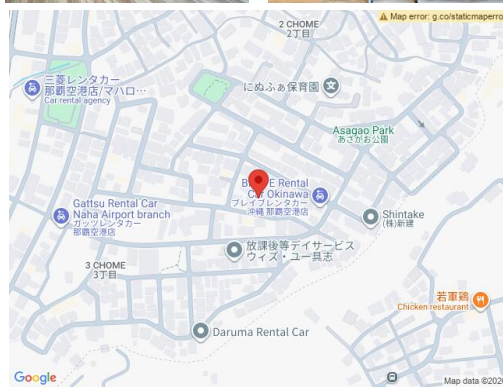 Map error: g.co/staticmaperro
2 CHOME
2丁目
三菱レンタカー
那覇空港店/マハロ…
Car rental agency
にぬふぁ保育園
Asagao Park
あさがお公園
E Rental
Car Okinawa
ブレイブレンタカー
沖縄 那覇空港店
Gattsu Rental Car
Naha Airport branch
ガッツレンタカー
那覇空港店
Shintake
(株)新建
放課後等デイサービス
ウィズ・ユー具志
3 CHOME
3丁目
若軍鶏
Chicken restaurant
Daruma Rental Car
Google
Map data ©202